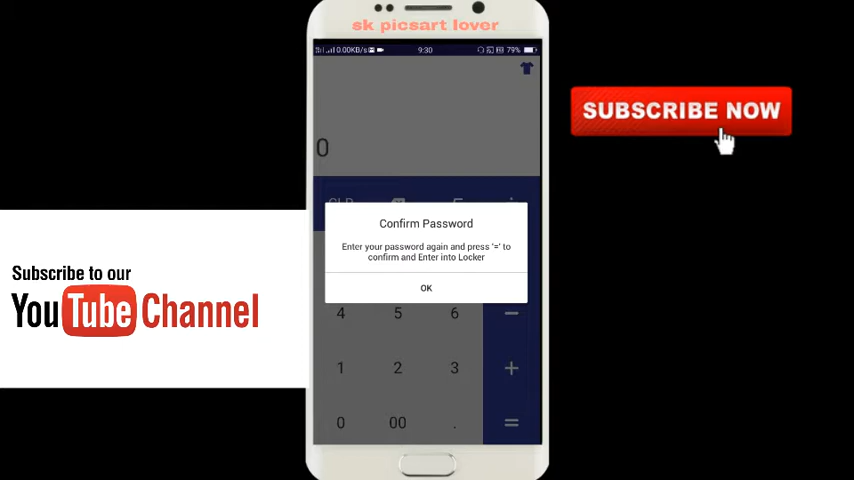 sk picsart lover
0.00KB/s
9:30
79%
SUBSCRIBE NOW
0
Confirm Password
Enter your password again and press '=' to
confirm and Enter into Locker
OK
Subscribe to our
YouTube Channel
4 5 6 −
1 2 3 +
0 00 . =